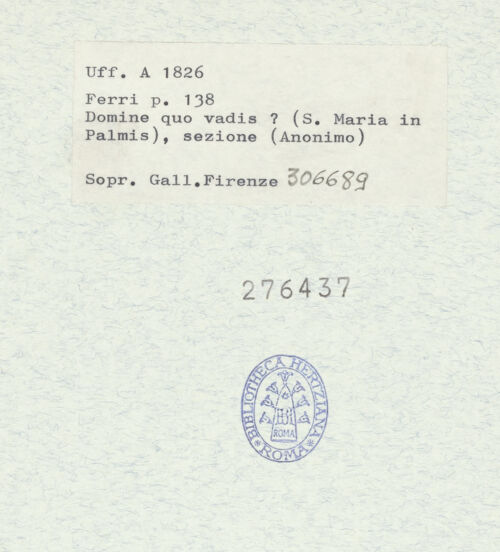 Uff. A 1826
Ferri p. 138
Domine quo vadis ? (S. Maria in
Palmis), sezione (Anonimo)
Sopr. Gall.Firenze 306689
276437
BIBLIOTHECA HERTZIANA
ROMA
ROMA